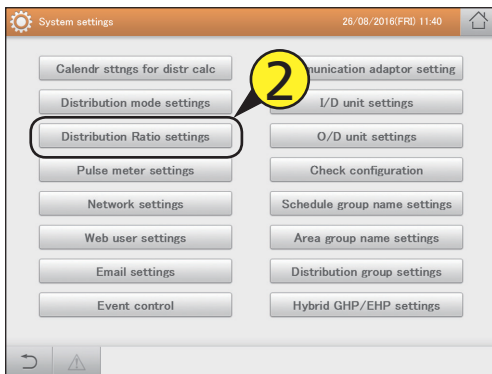 System settings
26/08/2016(FRI) 11:40
Calendr sttngs for distr calc
adaptor setting
2
Distribution mode settings
I/D unit settings
Distribution Ratio settings
O/D unit settings
Pulse meter settings
Check configuration
Network settings
Schedule group name settings
Web user settings
Area group name settings
Email settings
Distribution group settings
Event control
Hybrid GHP/EHP settings